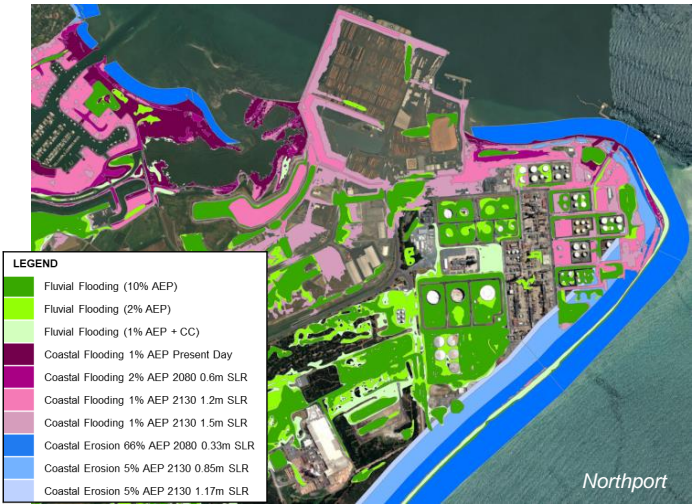 LEGEND
Fluvial Flooding (10% AEP)
Fluvial Flooding (2% AEP)
Fluvial Flooding (1% AEP + CC)
Coastal Flooding 1% AEP Present Day
Coastal Flooding 2% AEP 2080 0.6m SLR
Coastal Flooding 1% AEP 2130 1.2m SLR
Coastal Flooding 1% AEP 2130 1.5m SLR
Coastal Erosion 66% AEP 2080 0.33m SLR
Coastal Erosion 5% AEP 2130 0.85m SLR
Coastal Erosion 5% AEP 2130 1.17m SLR
Northport